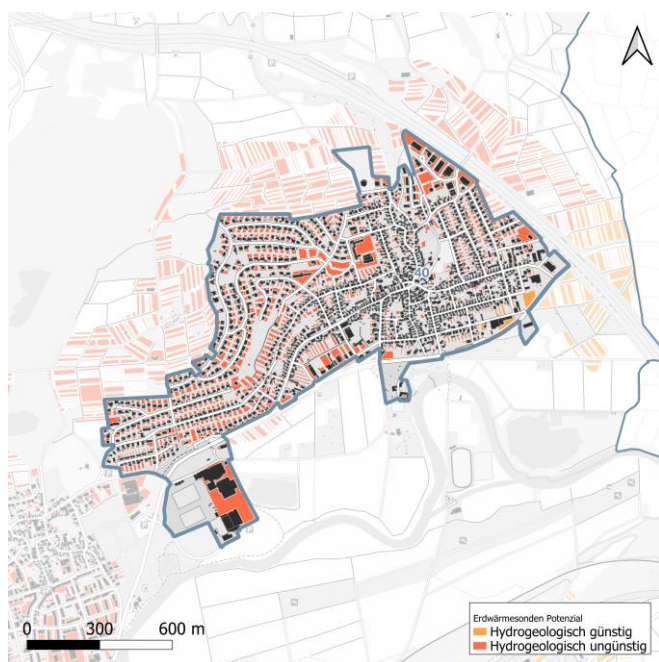 40
0 300 600 m
Erdwärmesonden Potenzial
Hydrogeologisch günstig
Hydrogeologisch ungünstig